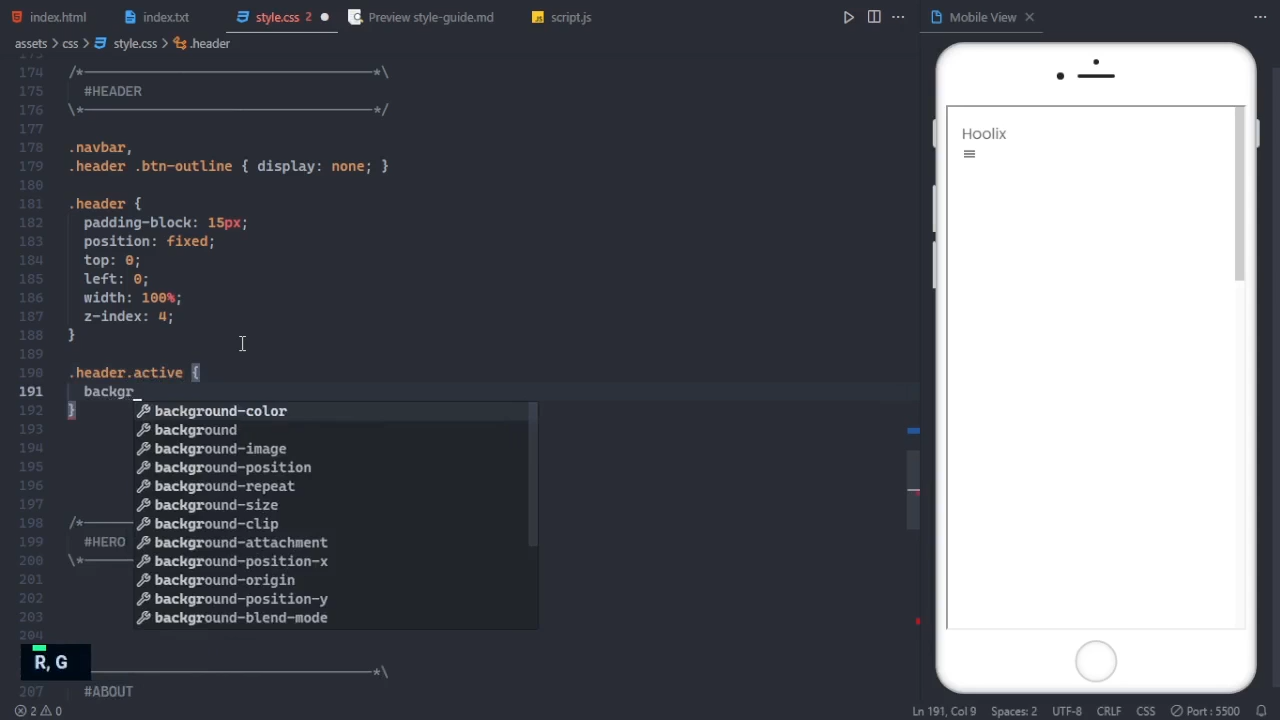 index.html
index.txt
style.css 2
Preview style-guide.md
script.js
Mobile View
assets > css > style.css > .header
174 /*-----------------------------------*\
175 #HEADER
176 \*-----------------------------------*/
177
178 .navbar,
179 .header .btn-outline { display: none; }
180
181 .header {
182 padding-block: 15px;
183 position: fixed;
184 top: 0;
185 left: 0;
186 width: 100%;
187 z-index: 4;
188 }
189
190 .header.active {
191 backgr
192 }
background-color
193
background
194
background-image
195
background-position
196
background-repeat
197
background-size
198 /*------
background-clip
199 #HERO
background-attachment
200 \*------
background-position-x
201
background-origin
202
background-position-y
203
background-blend-mode
204
R, G
-----------------------------------*\
207 #ABOUT
Hoolix
2 0
Ln 191, Col 9
Spaces: 2
UTF-8
CRLF
CSS
Port : 5500